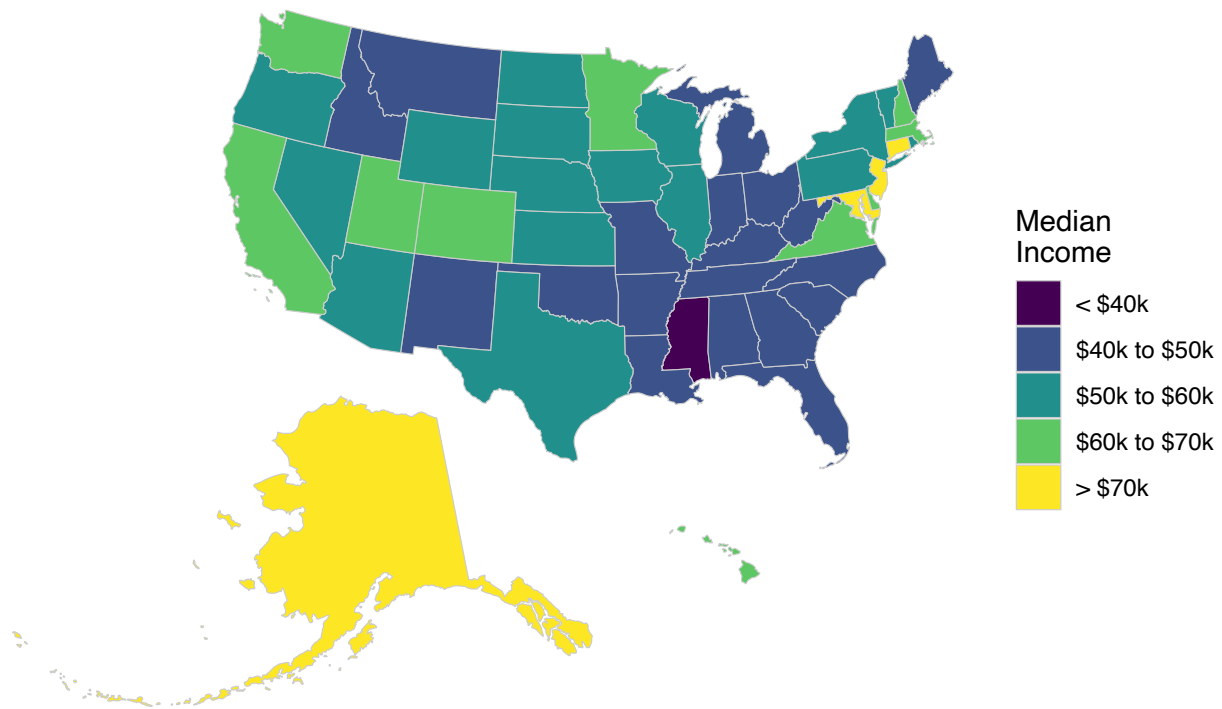 Median
Income
< $40k
$40k to $50k
$50k to $60k
$60k to $70k
> $70k